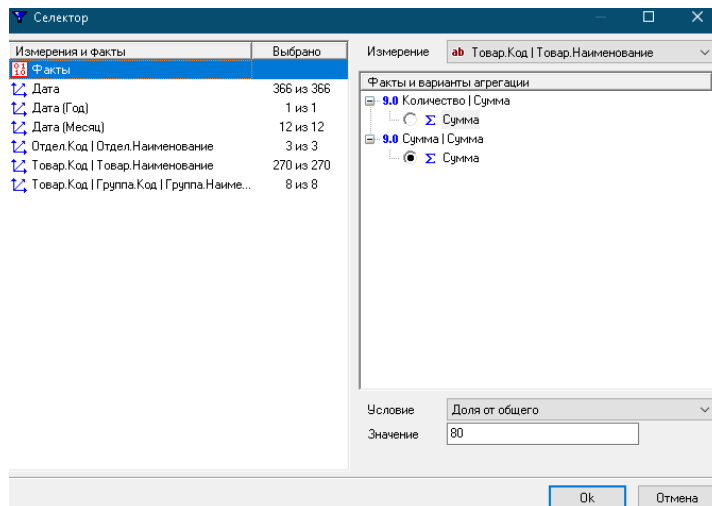 Селектор
Измерения и факты Выбрано
Факты
Дата 366 из 366
Дата (Год) 1 из 1
Дата (Месяц) 12 из 12
Отдел.Код | Отдел.Наименование 3 из 3
Товар.Код | Товар.Наименование 270 из 270
Товар.Код | Группа.Код | Группа.Наиме... 8 из 8
Измерение ab Товар.Код | Товар.Наименование
Факты и варианты агрегации
9.0 Количество | Сумма
Σ Сумма
9.0 Сумма | Сумма
Σ Сумма
Условие Доля от общего
Значение 80
Ok Отмена